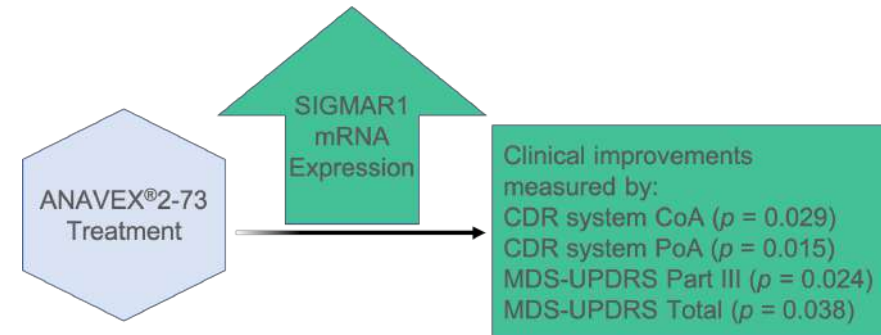 SIGMAR1
mRNA
Expression
ANAVEX®2-73
Treatment
Clinical improvements
measured by:
CDR system CoA (p = 0.029)
CDR system PoA (p = 0.015)
MDS-UPDRS Part III (p = 0.024)
MDS-UPDRS Total (p = 0.038)